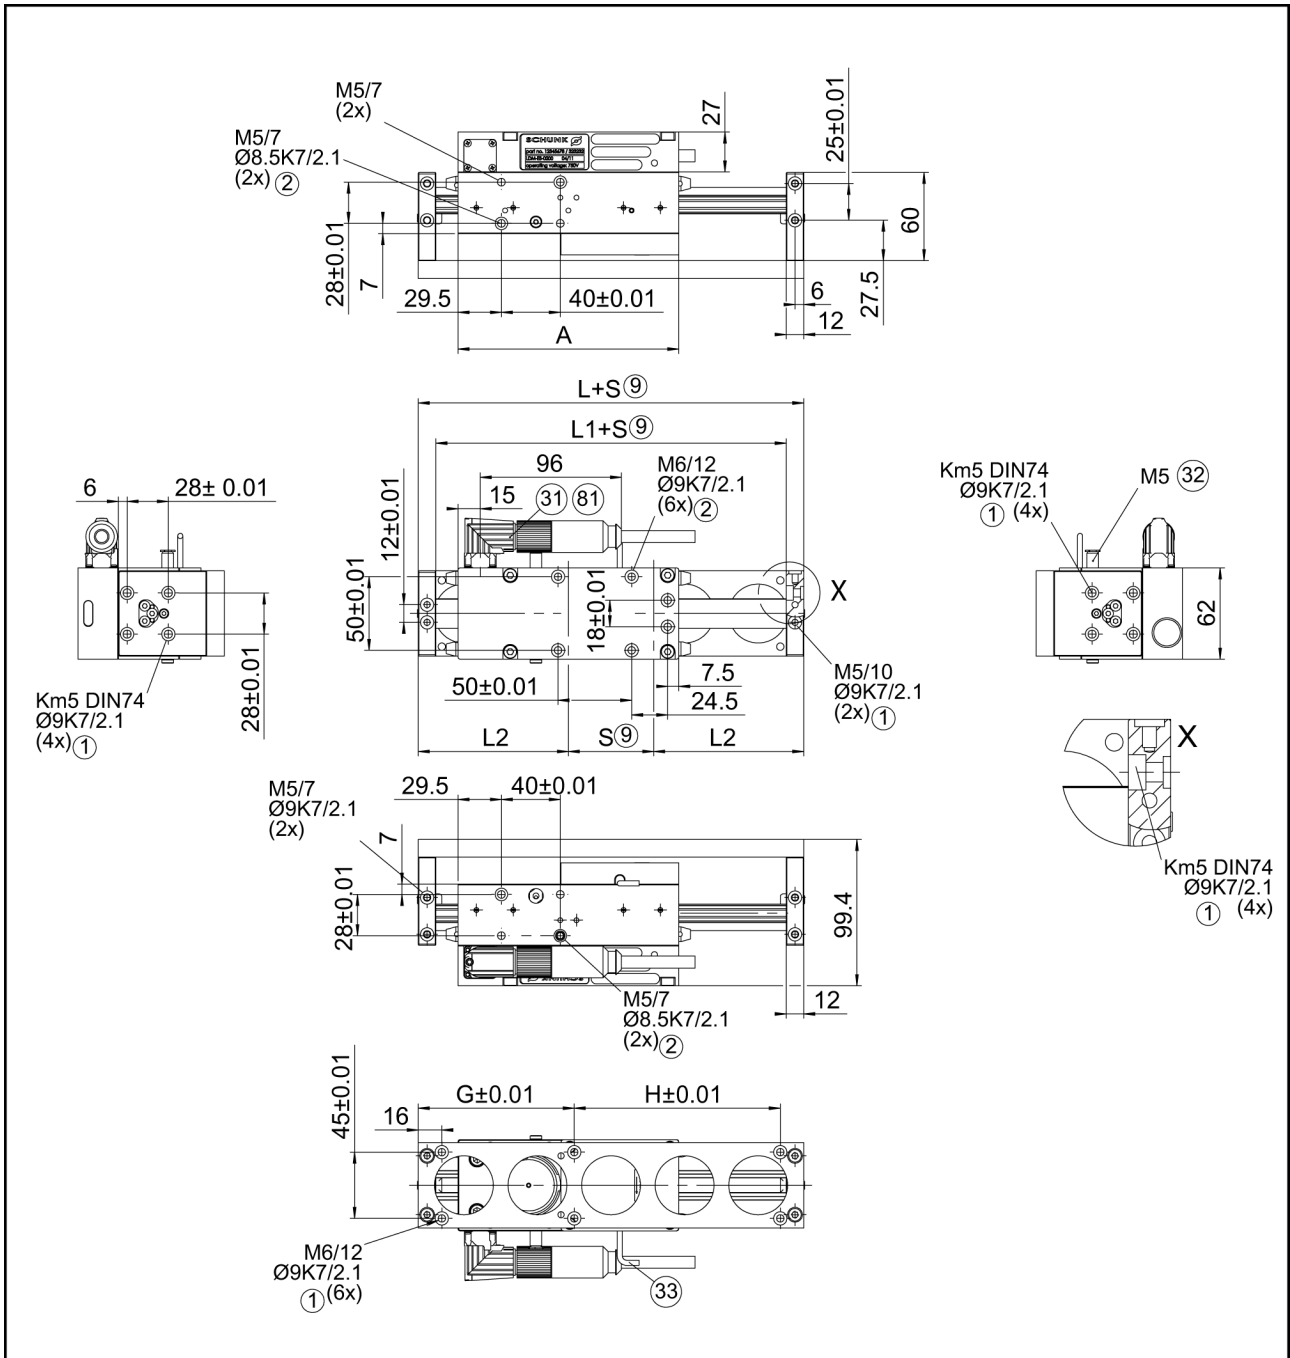 M5/7
(2x)
M5/7
Ø8.5K7/2.1
(2x) 2
28±0.01
7
29.5
40±0.01
A
SCHUNK
27
25±0.01
60
27.5
6
12
L+S 9
L1+S 9
96
15
31 81
M6/12
Ø9K7/2.1
(6x) 2
12±0.01
50±0.01
18±0.01
X
50±0.01
7.5
24.5
M5/10
Ø9K7/2.1
(2x) 1
L2
S 9
L2
6
28± 0.01
28±0.01
Km5 DIN74
Ø9K7/2.1
(4x) 1
Km5 DIN74
Ø9K7/2.1
1 (4x)
M5 32
62
X
Km5 DIN74
Ø9K7/2.1
1 (4x)
M5/7
Ø9K7/2.1
(2x)
29.5
40±0.01
7
28±0.01
99.4
12
M5/7
Ø8.5K7/2.1
(2x) 2
45±0.01
16
G±0.01
H±0.01
M6/12
Ø9K7/2.1
1 (6x)
33